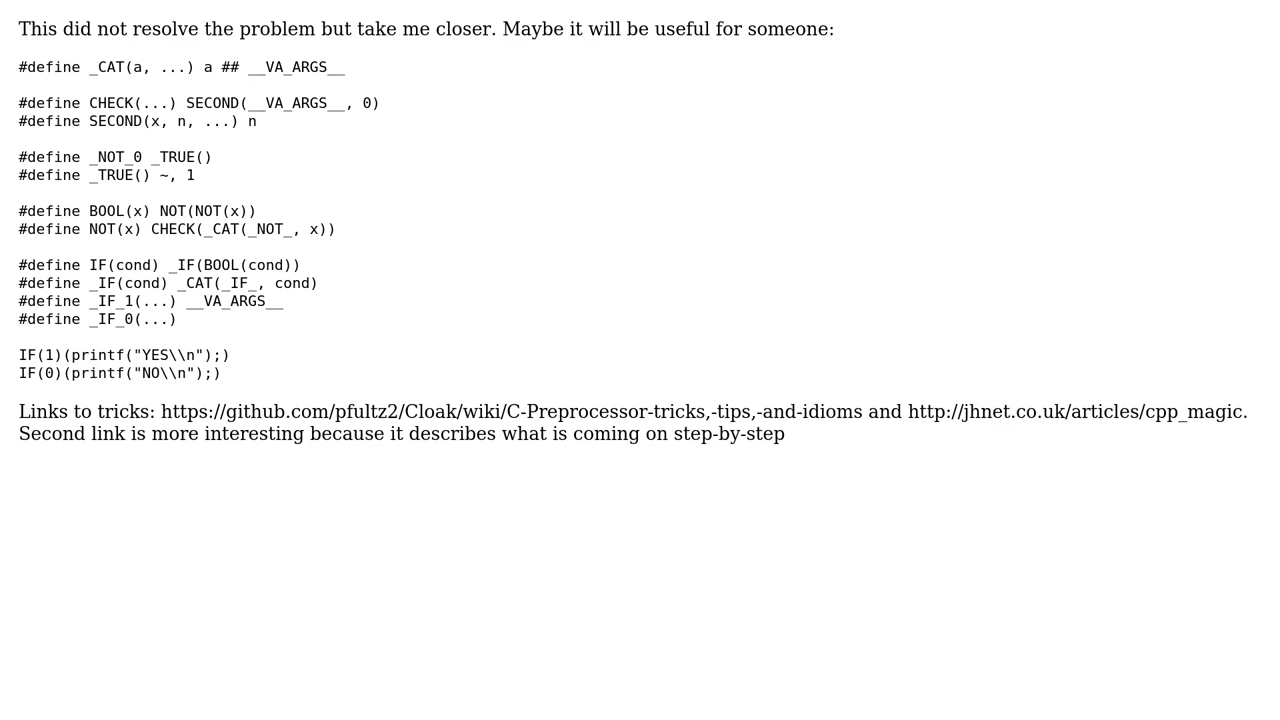 This did not resolve the problem but take me closer. Maybe it will be useful for someone:
#define _CAT(a, ...) a ## __VA_ARGS__
#define CHECK(...) SECOND(__VA_ARGS__, 0)
#define SECOND(x, n, ...) n
#define _NOT_0 _TRUE()
#define _TRUE() ~, 1
#define BOOL(x) NOT(NOT(x))
#define NOT(x) CHECK(_CAT(_NOT_, x))
#define IF(cond) _IF(BOOL(cond))
#define _IF(cond) _CAT(_IF_, cond)
#define _IF_1(...) __VA_ARGS__
#define _IF_0(...)
IF(1)(printf("YES\\n");)
IF(0)(printf("NO\\n");)
Links to tricks: https://github.com/pfultz2/Cloak/wiki/C-Preprocessor-tricks,-tips,-and-idioms and http://jhnet.co.uk/articles/cpp_magic.
Second link is more interesting because it describes what is coming on step-by-step